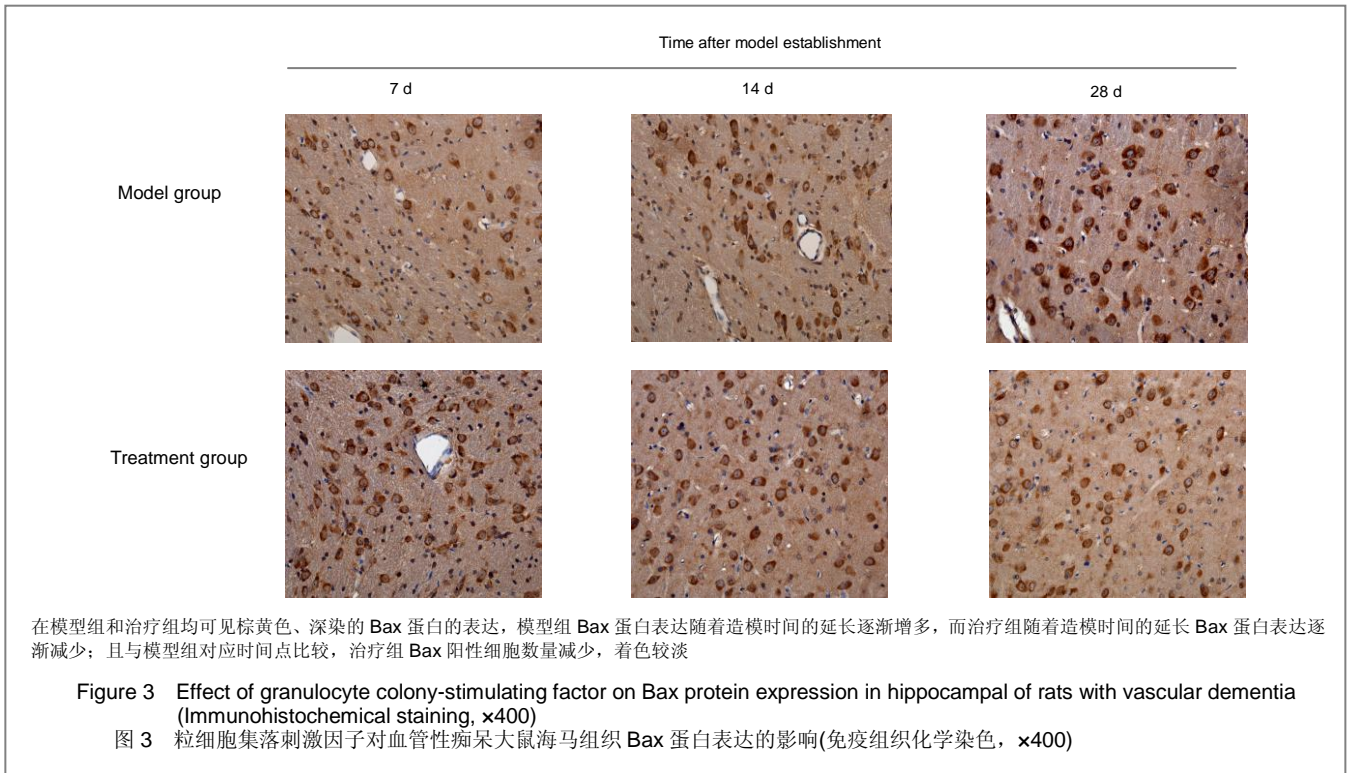 Time after model establishment
7 d 14 d 28 d
Model group
Treatment group
在模型组和治疗组均可见棕黄色、深染的 Bax 蛋白的表达，模型组 Bax 蛋白表达随着造模时间的延长逐渐增多，而治疗组随着造模时间的延长 Bax 蛋白表达逐
渐减少；且与模型组对应时间点比较，治疗组 Bax 阳性细胞数量减少，着色较淡
Figure 3 Effect of granulocyte colony-stimulating factor on Bax protein expression in hippocampal of rats with vascular dementia
(Immunohistochemical staining, ×400)
图 3 粒细胞集落刺激因子对血管性痴呆大鼠海马组织 Bax 蛋白表达的影响(免疫组织化学染色，×400)